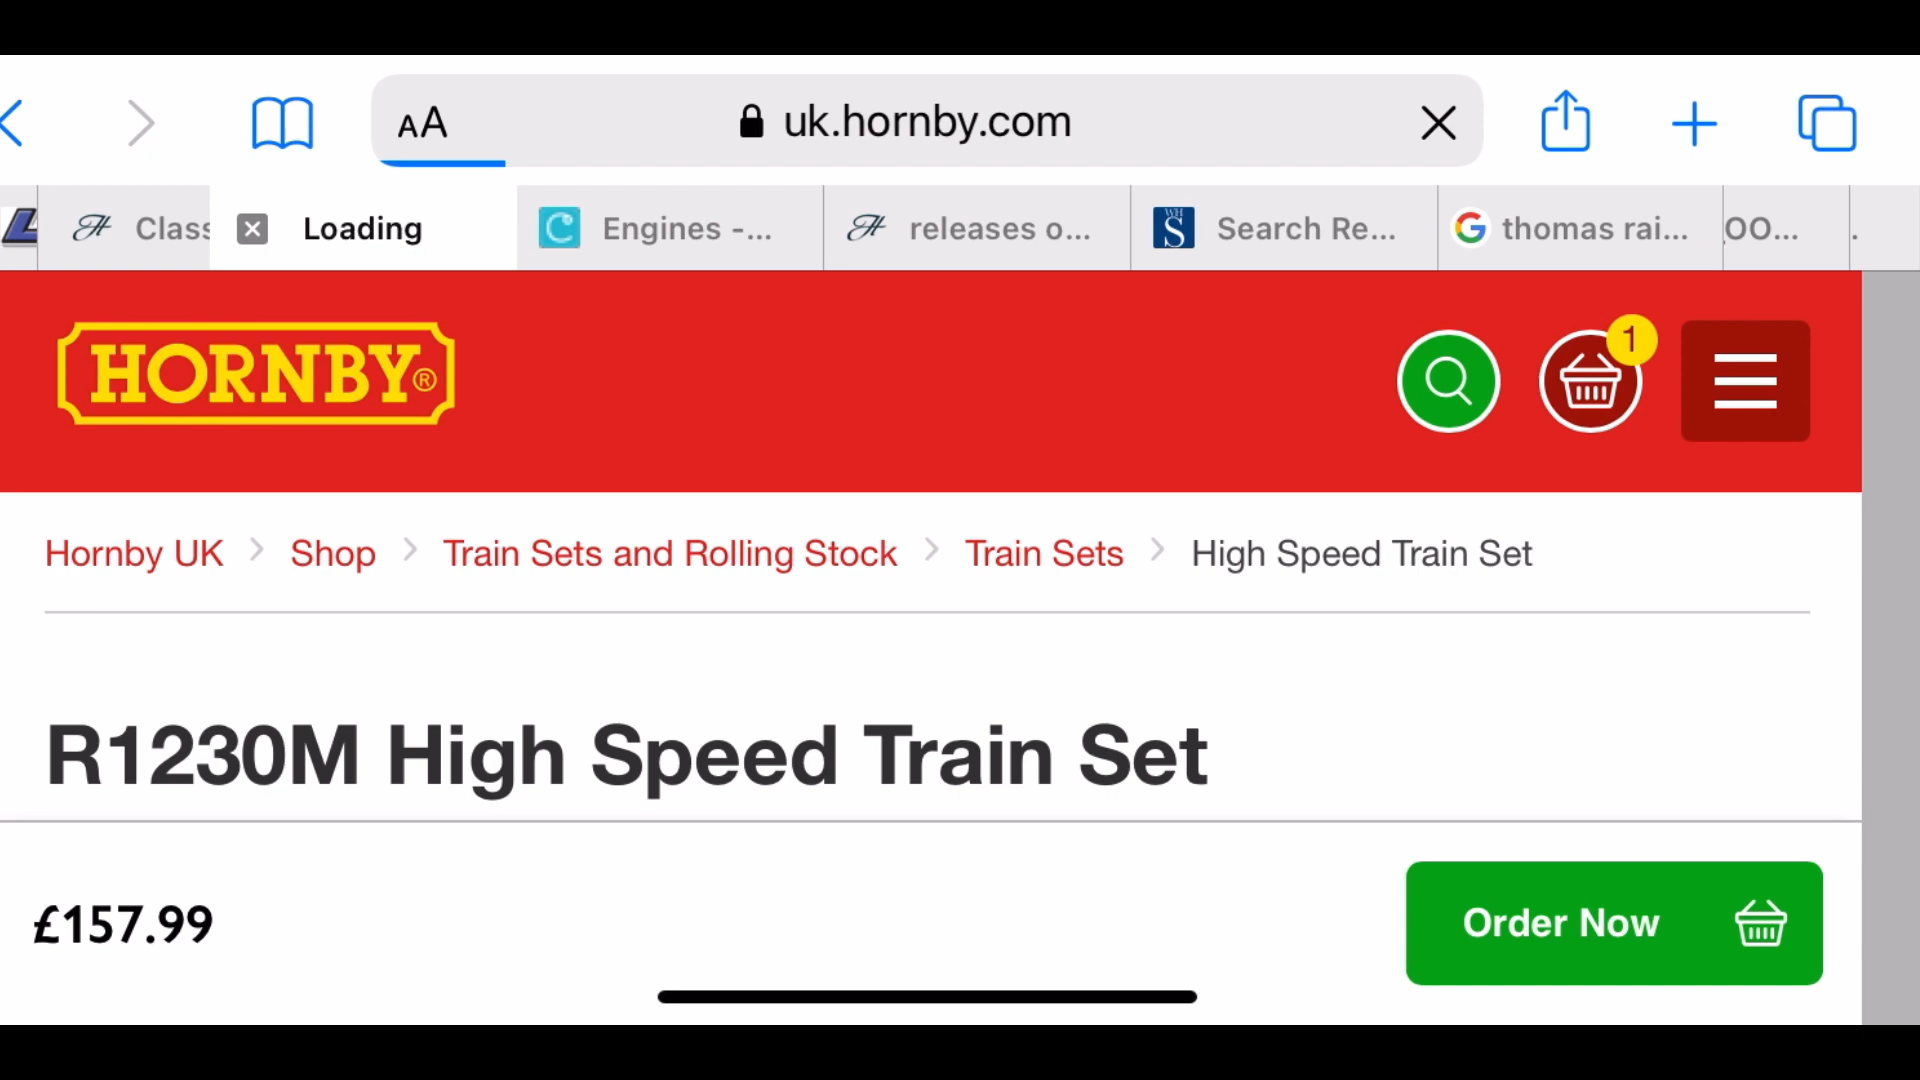 AA uk.hornby.com
Class Loading Engines -... releases o... Search Re... thomas rai... OO... .
HORNBY® 1
Hornby UK > Shop > Train Sets and Rolling Stock > Train Sets > High Speed Train Set
R1230M High Speed Train Set
£157.99 Order Now